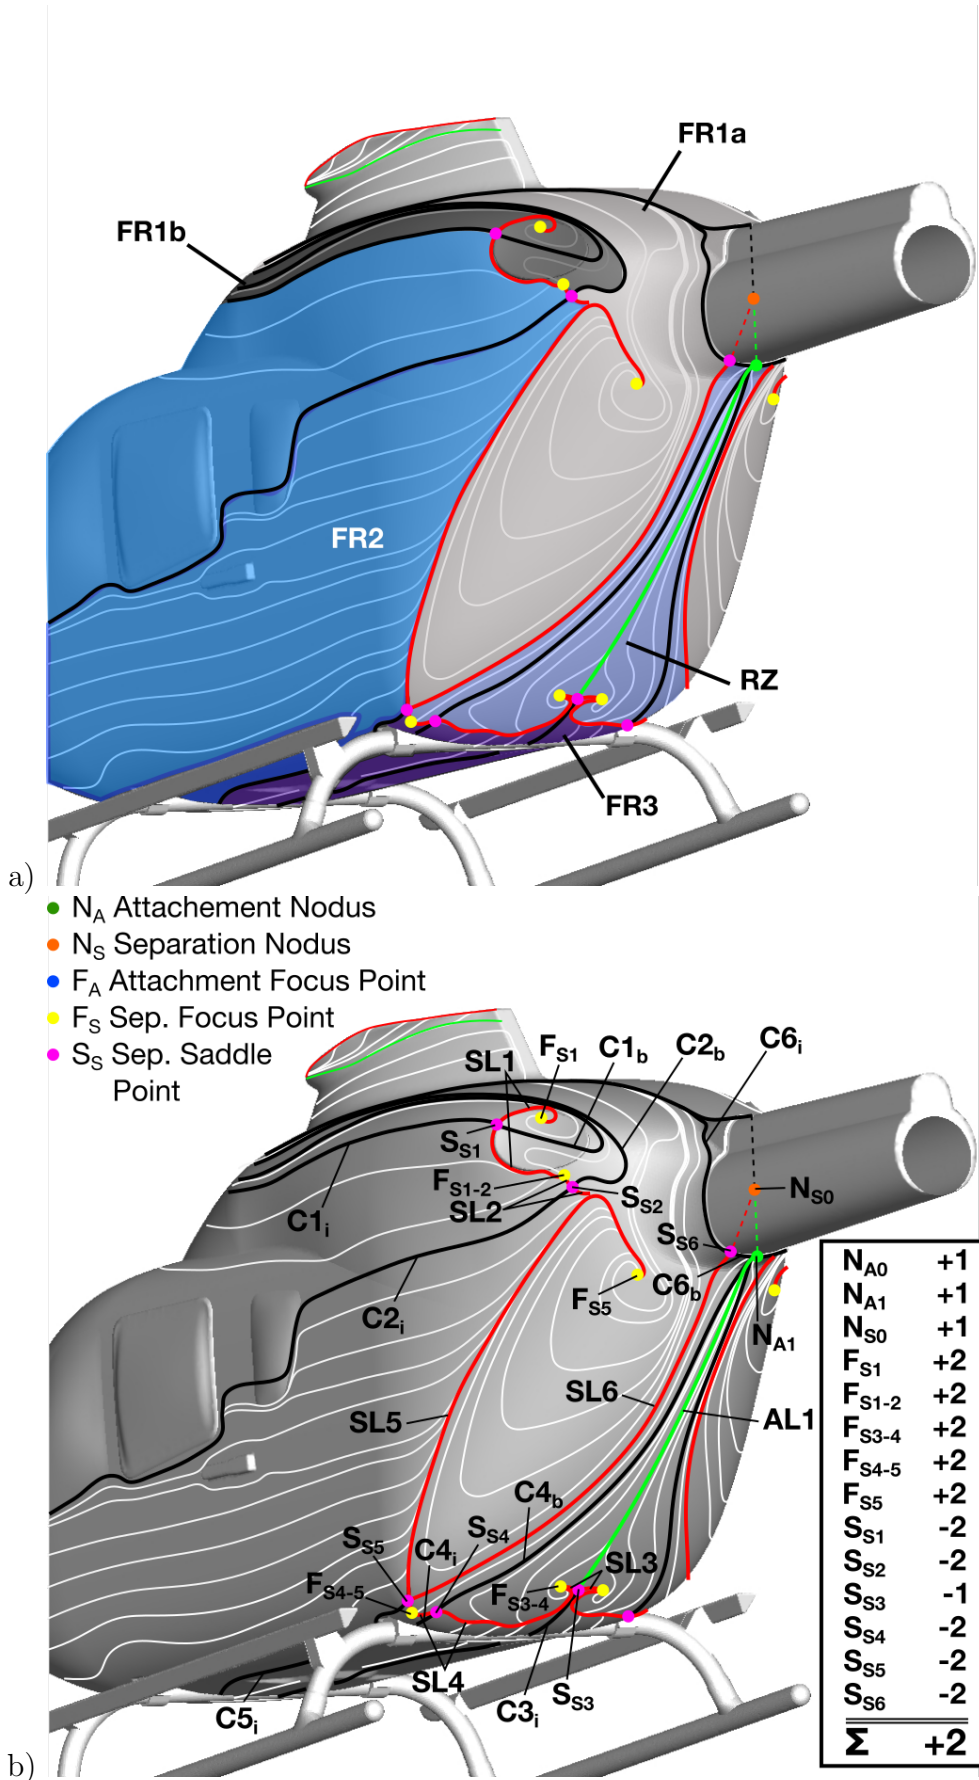 FR1a
FR1b
FR2
RZ
FR3
a)
N_A Attachement Nodus
N_S Separation Nodus
F_A Attachment Focus Point
F_S Sep. Focus Point
S_S Sep. Saddle
Point
SL1
F_S1
C1_b
C2_b
C6_i
S_S1
F_S1-2
SL2
S_S2
N_S0
C1_i
S_S6
C6_b
C2_i
F_S5
N_A1
SL5
SL6
AL1
C4_b
S_S5
C4_i
S_S4
SL3
F_S4-5
F_S3-4
SL4
C5_i
C3_i
S_S3
N_A0 +1
N_A1 +1
N_S0 +1
F_S1 +2
F_S1-2 +2
F_S3-4 +2
F_S4-5 +2
F_S5 +2
S_S1 -2
S_S2 -2
S_S3 -1
S_S4 -2
S_S5 -2
S_S6 -2
Σ +2
b)